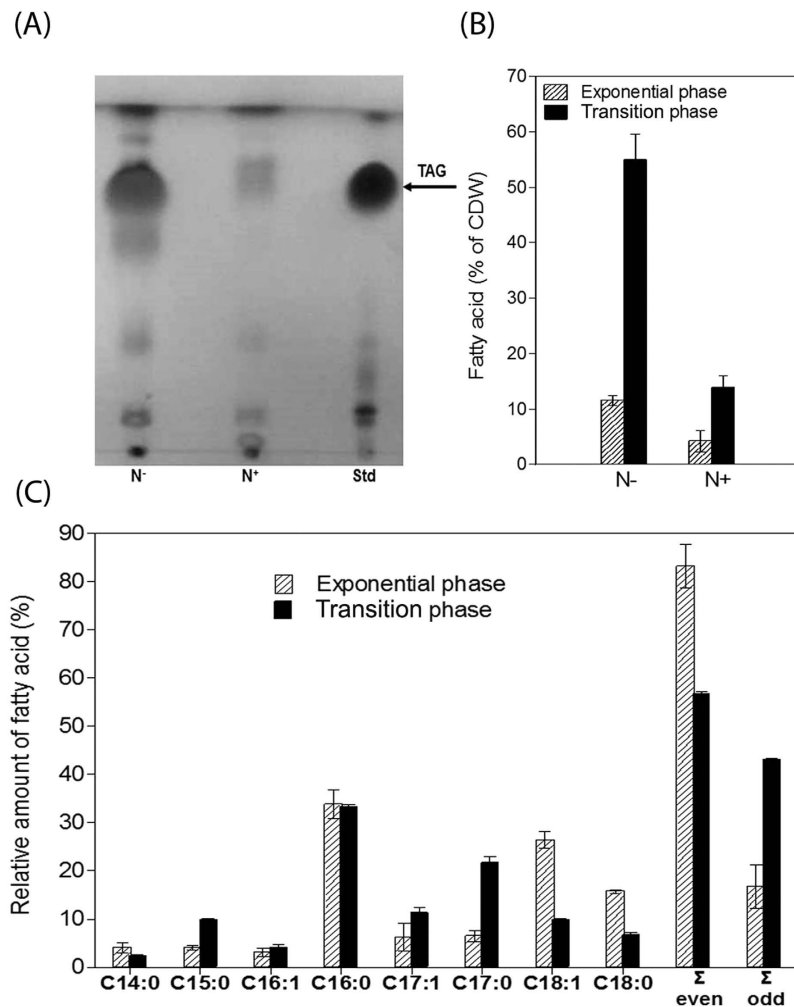 (A)
TAG
N- N+ Std
(B)
Fatty acid (% of CDW)
70
60
50
40
30
20
10
0
Exponential phase
Transition phase
N- N+
(C)
Relative amount of fatty acid (%)
90
80
70
60
50
40
30
20
10
0
Exponential phase
Transition phase
C14:0 C15:0 C16:1 C16:0 C17:1 C17:0 C18:1 C18:0 Σ Σ
even odd